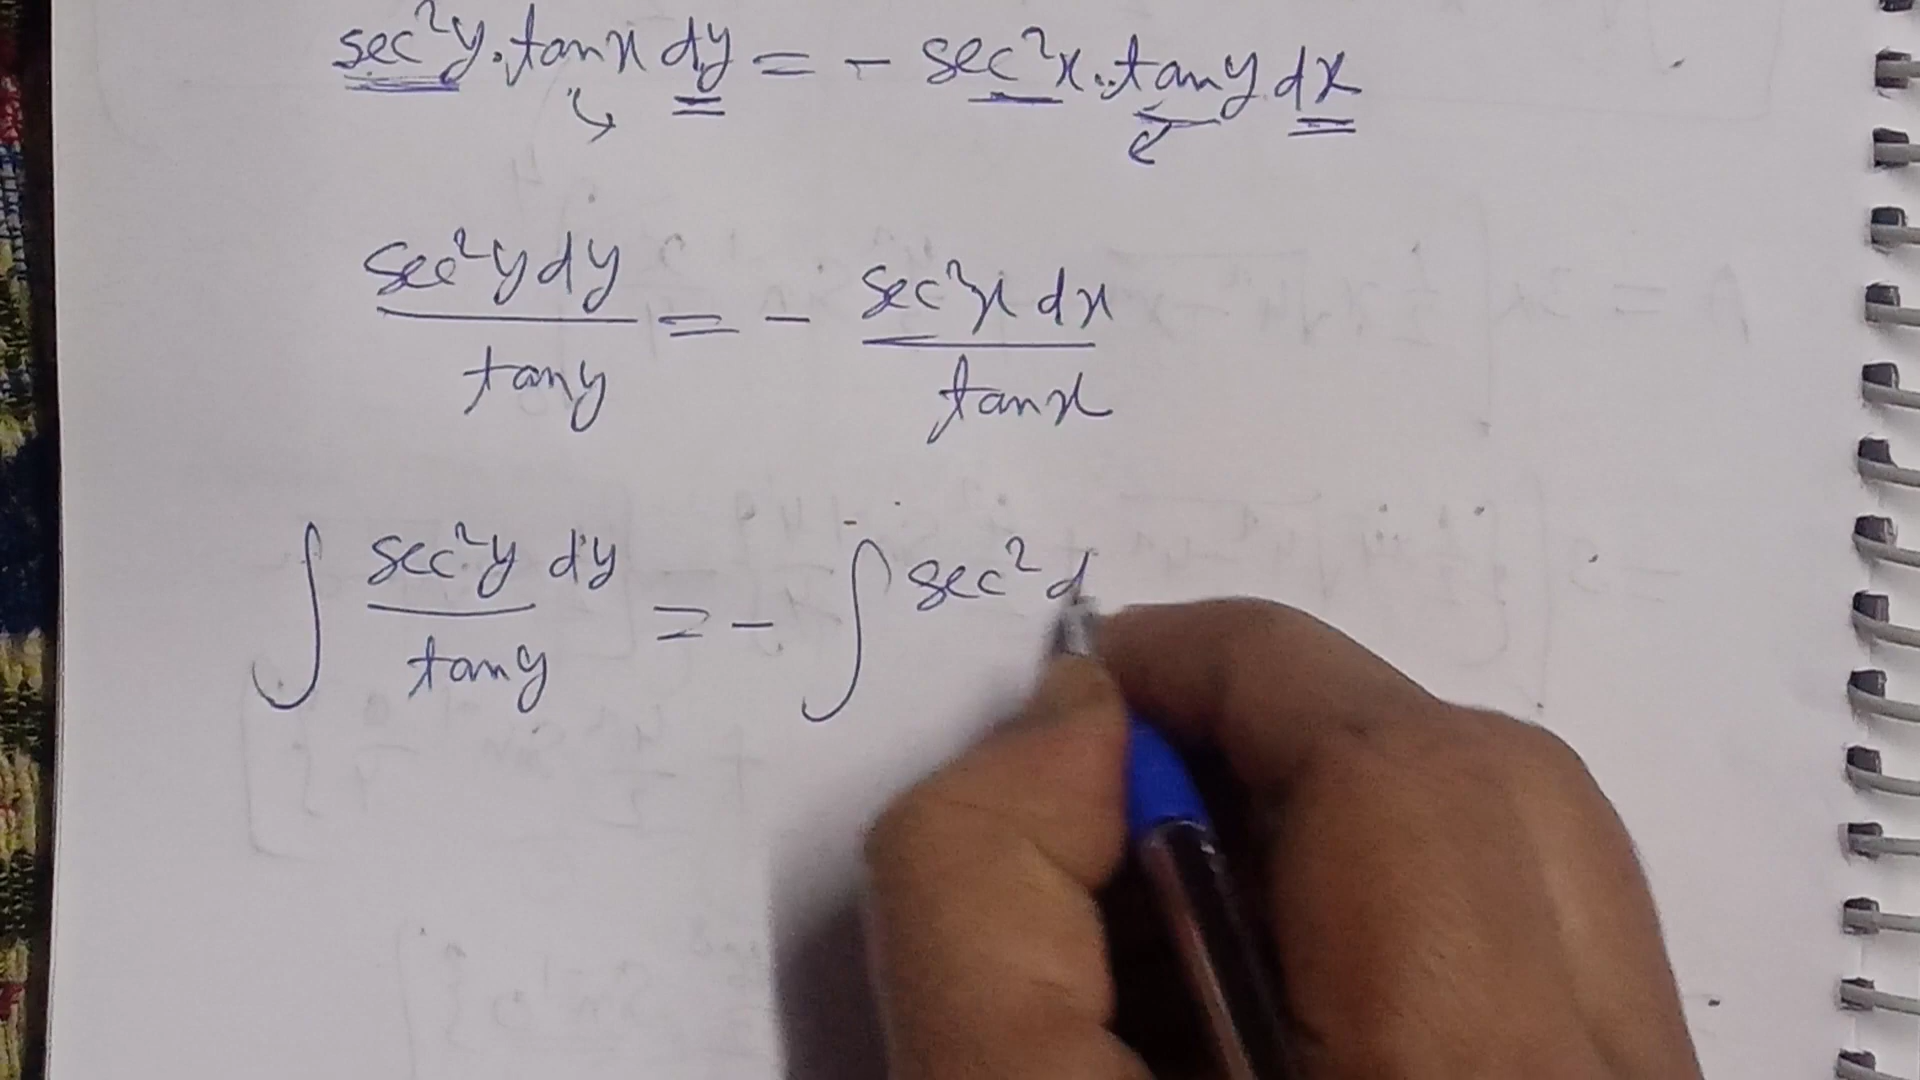 sec²y.tanx dy = - sec²x.tany dx
sec²y dy / tany = - sec²x dx / tanx
∫ sec²y dy / tany = - ∫ sec² d